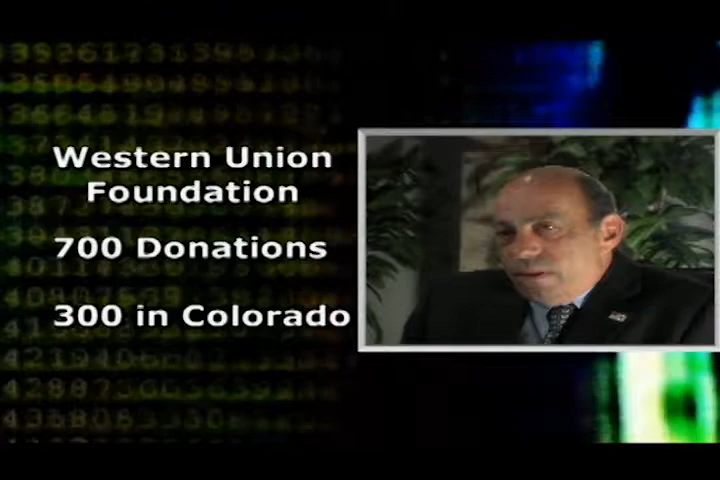 Western Union
Foundation
700 Donations
300 in Colorado